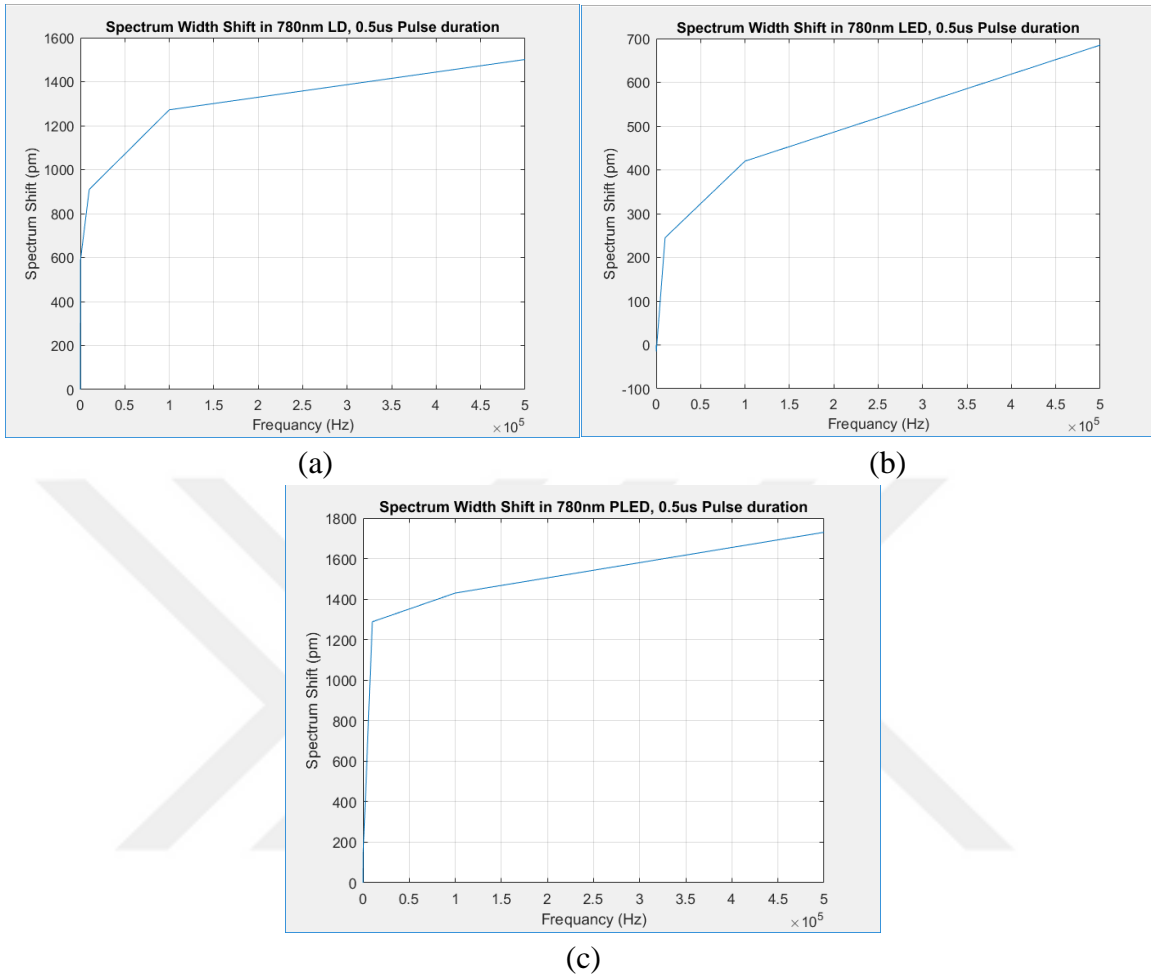 Spectrum Width Shift in 780nm LD, 0.5us Pulse duration
Spectrum Shift (pm)
1600
1400
1200
1000
800
600
400
200
0
0 0.5 1 1.5 2 2.5 3 3.5 4 4.5 5
Frequancy (Hz)
× 10^5
(a)
Spectrum Width Shift in 780nm LED, 0.5us Pulse duration
Spectrum Shift (pm)
700
600
500
400
300
200
100
0
-100
0 0.5 1 1.5 2 2.5 3 3.5 4 4.5 5
Frequancy (Hz)
× 10^5
(b)
Spectrum Width Shift in 780nm PLED, 0.5us Pulse duration
Spectrum Shift (pm)
1800
1600
1400
1200
1000
800
600
400
200
0
0 0.5 1 1.5 2 2.5 3 3.5 4 4.5 5
Frequancy (Hz)
× 10^5
(c)